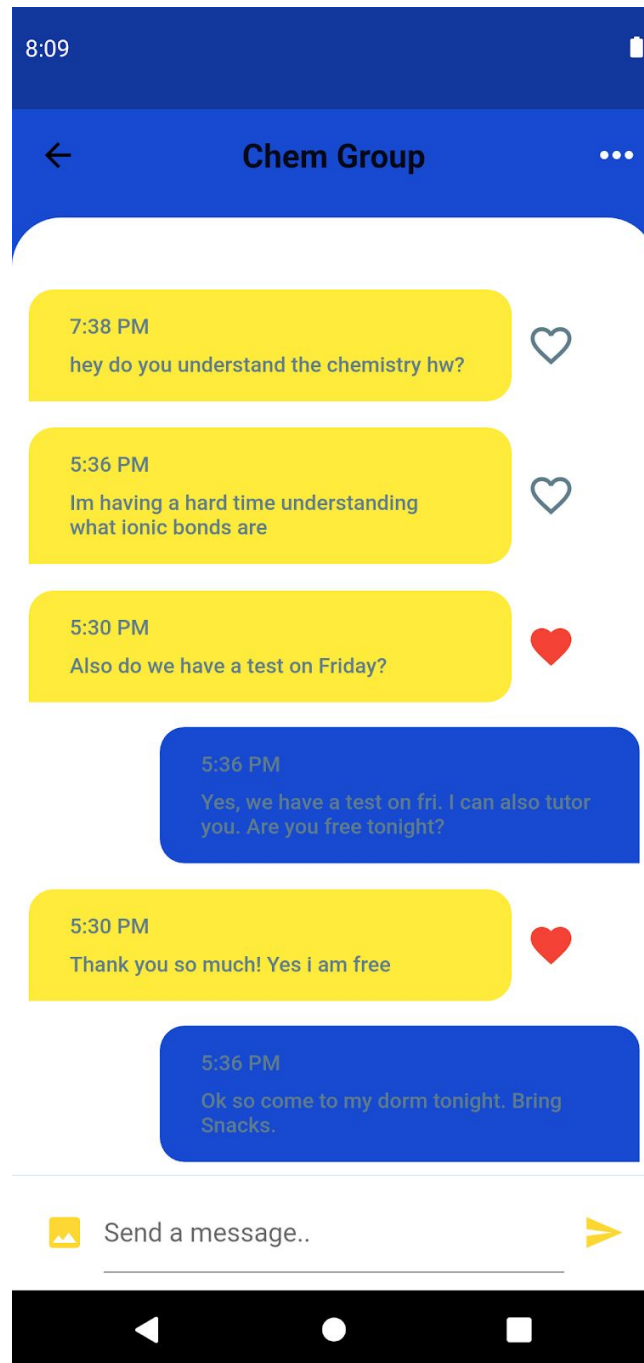 8:09
Chem Group
7:38 PM
hey do you understand the chemistry hw?
5:36 PM
Im having a hard time understanding
what ionic bonds are
5:30 PM
Also do we have a test on Friday?
5:36 PM
Yes, we have a test on fri. I can also tutor
you. Are you free tonight?
5:30 PM
Thank you so much! Yes i am free
5:36 PM
Ok so come to my dorm tonight. Bring
Snacks.
Send a message..